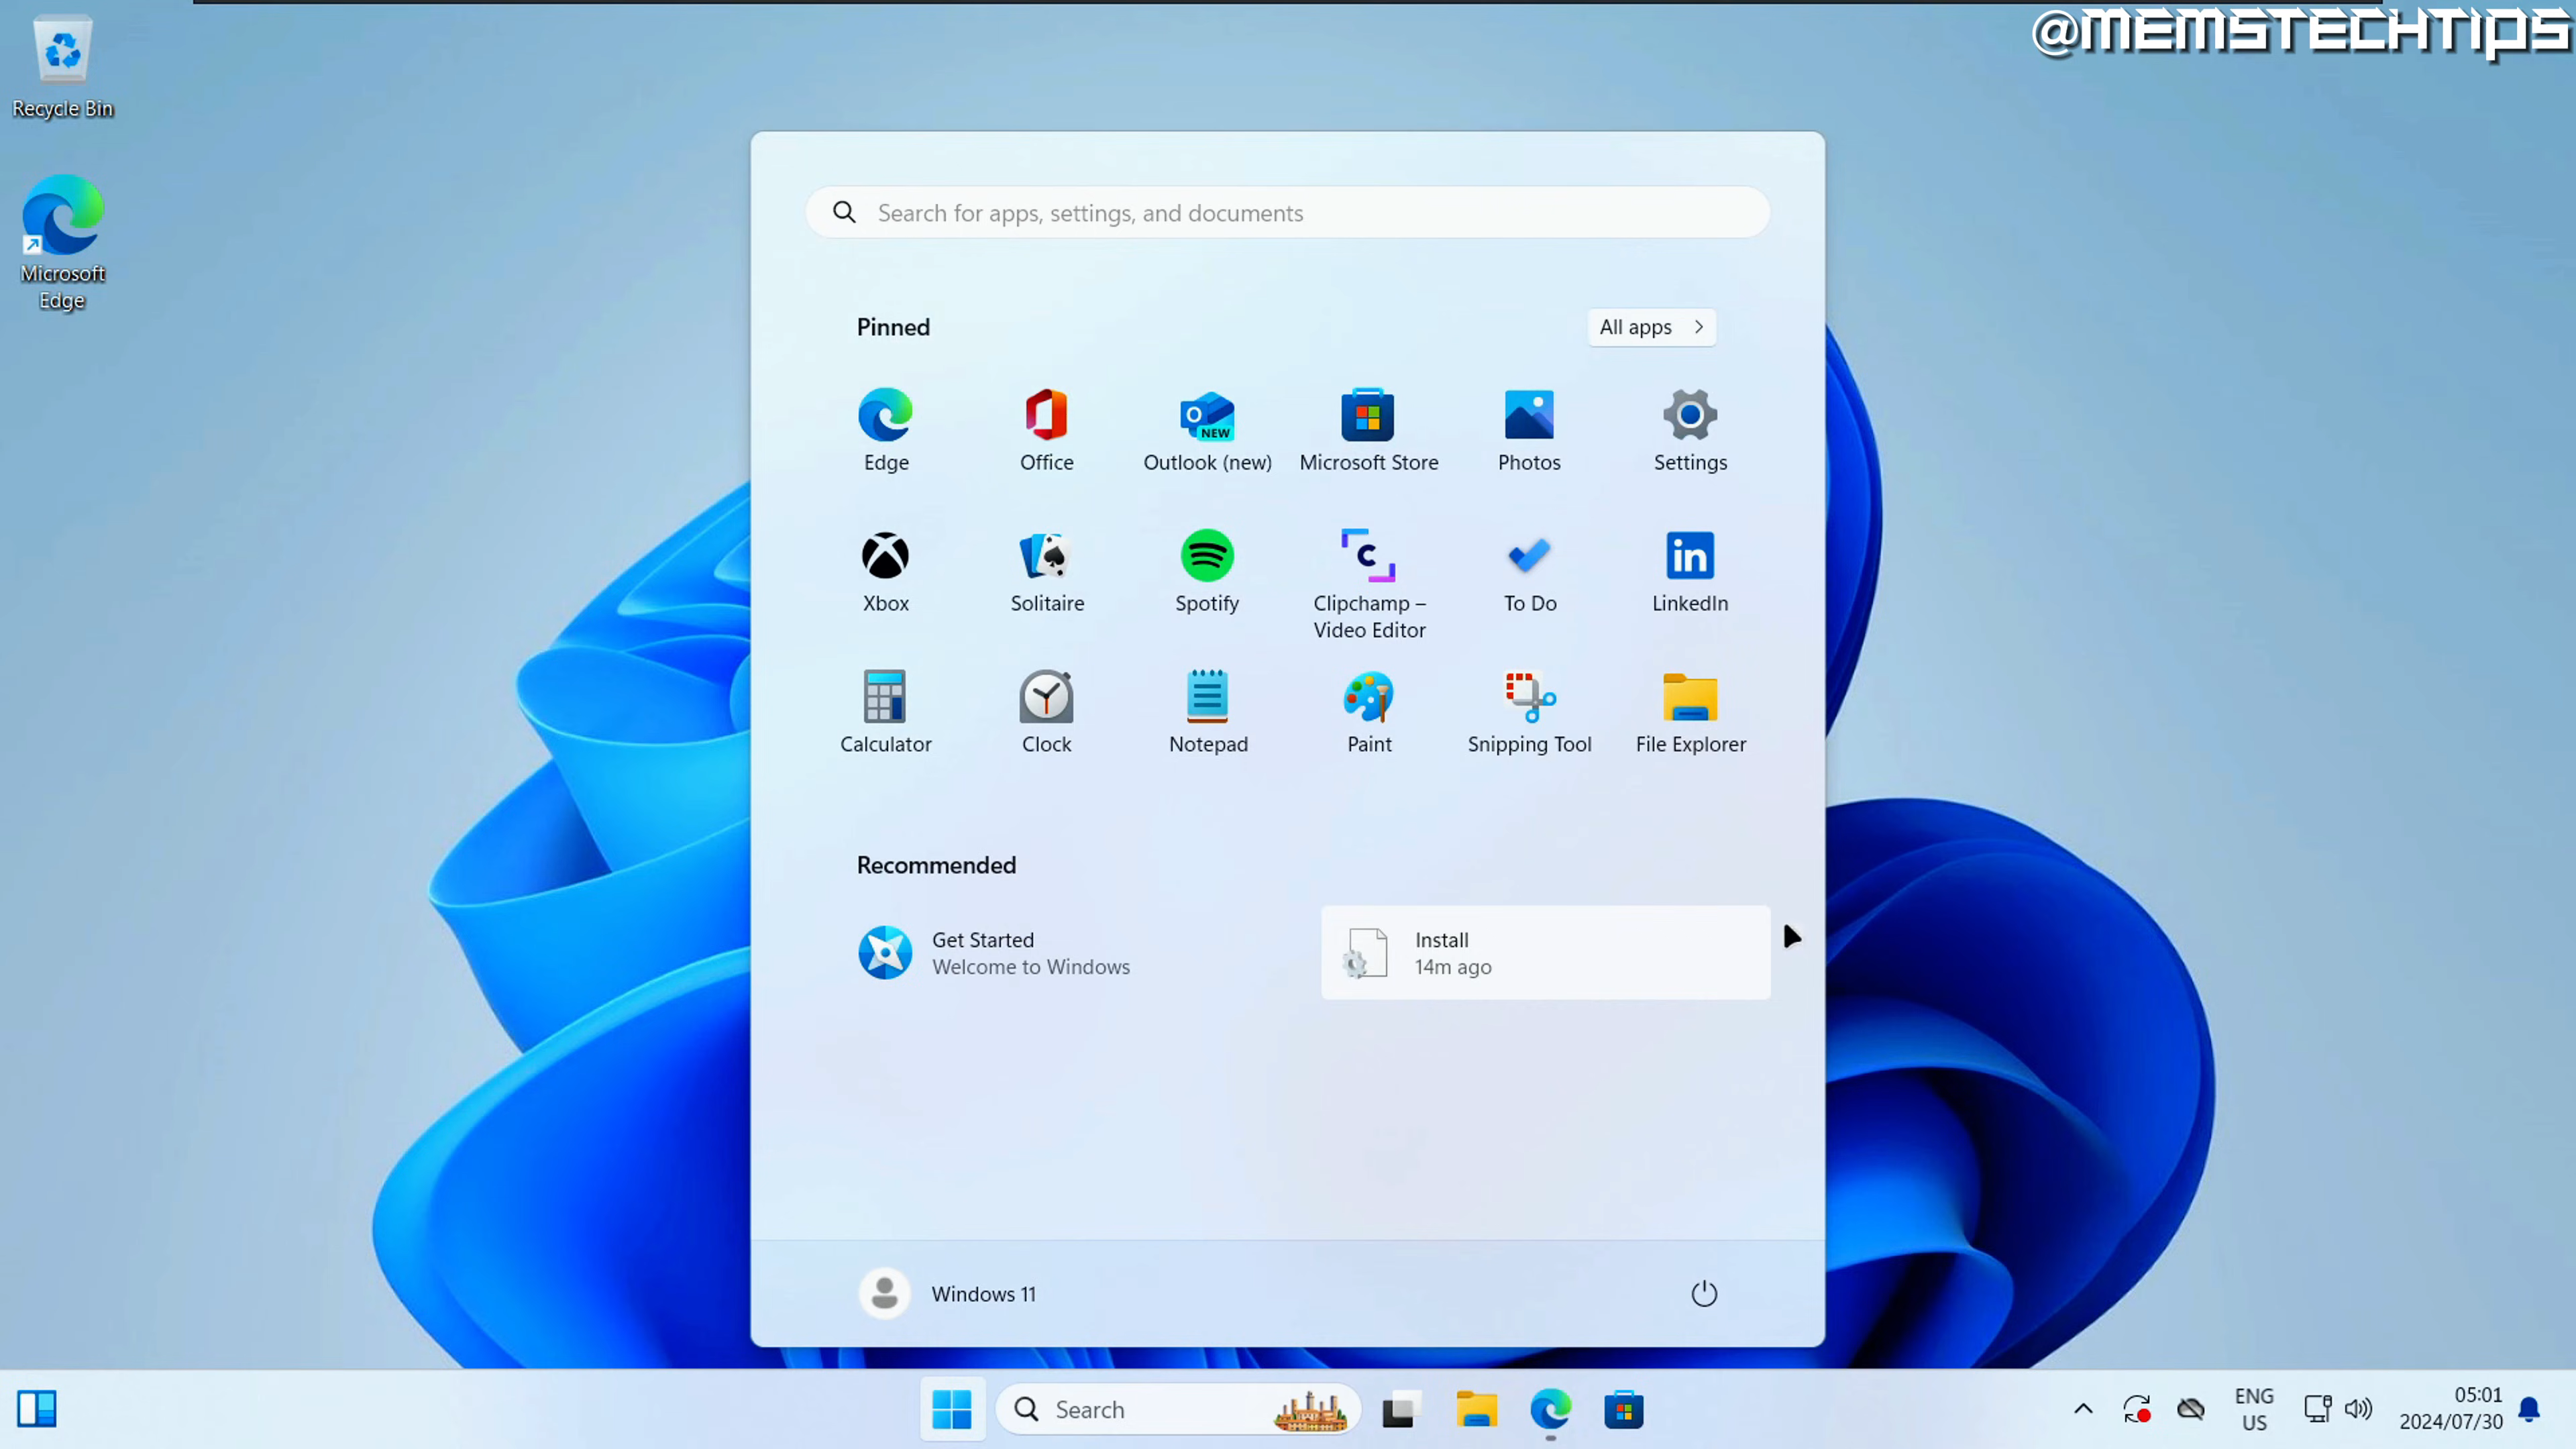 @MEMSTECHTIPS
Recycle Bin
Microsoft
Edge
Search for apps, settings, and documents
Pinned
All apps
NEW
Edge
Office
Outlook (new)
Microsoft Store
Photos
Settings
Xbox
Solitaire
Spotify
Clipchamp –
Video Editor
To Do
LinkedIn
Calculator
Clock
Notepad
Paint
Snipping Tool
File Explorer
Recommended
Get Started
Welcome to Windows
Install
14m ago
Windows 11
Search
ENG
US
05:01
2024/07/30